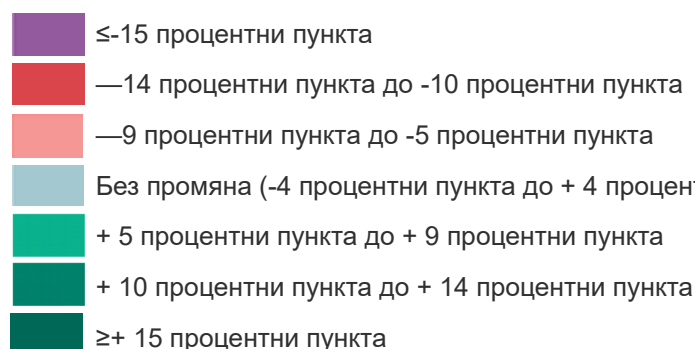 ≤-15 процентни пункта
—14 процентни пункта до -10 процентни пункта
—9 процентни пункта до -5 процентни пункта
Без промяна (-4 процентни пункта до + 4
+ 5 процентни пункта до + 9 процентни пункта
+ 10 процентни пункта до + 14 процентни пункта
≥+ 15 процентни пункта